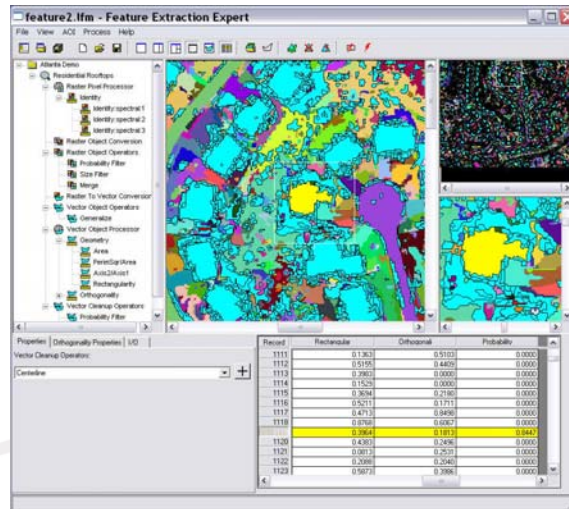 feature2.lfm - Feature Extraction Expert
File View AOI Process Help
Atlanta Demo
Residential Rooftops
Raster Pixel Processor
Identity
Identity:spectral:1
Identity:spectral:2
Identity:spectral:3
Raster Object Conversion
Raster Object Operators
Probability Filter
Size Filter
Merge
Raster To Vector Conversion
Vector Object Operators
Generalize
Vector Object Processor
Geometry
Area
Axis2/Axis1
Rectangularity
Orthogonality
Vector Cleanup Operators
Probability Filter
Properties Orthogonality Properties I/O
Vector Cleanup Operators:
Centerline
Record Rectangular Orthogonali Probability
1111 0.1363 0.5103 0.0000
1112 0.5155 0.4409 0.0000
1113 0.3983 0.0000 0.0000
1114 0.1529 0.0000 0.0000
1115 0.3694 0.2180 0.0000
1116 0.5211 0.1711 0.0000
1117 0.4713 0.8498 0.0000
1118 0.8768 0.6067 0.0000
0.3964 0.1813 0.8447
1120 0.4383 0.2496 0.0000
1121 0.0813 0.2531 0.0000
1122 0.2088 0.2040 0.0000
1123 0.5873 0.3986 0.0000